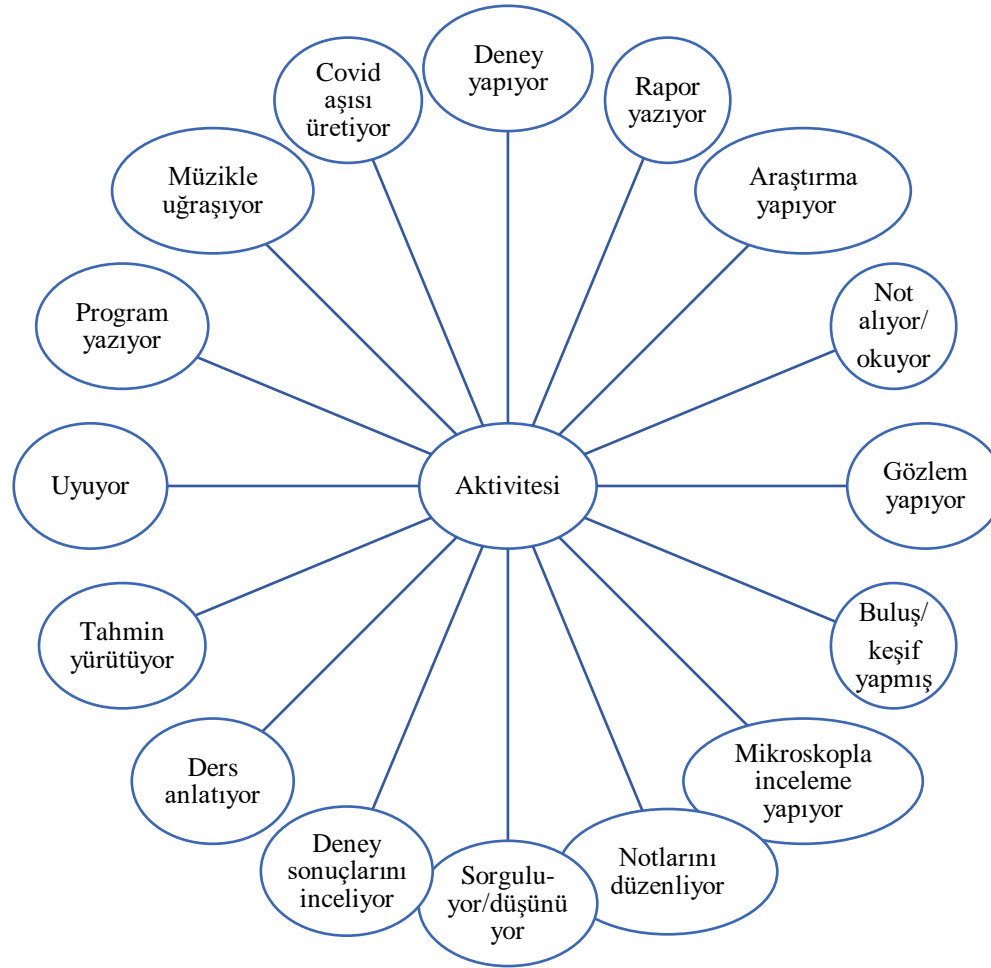 Deney
yapıyor
Rapor
yazıyor
Araştırma
yapıyor
Not
alıyor/
okuyor
Gözlem
yapıyor
Buluş/
keşif
yapmış
Mikroskopla
inceleme
yapıyor
Notlarını
düzenliyor
Sorgulu-
yor/düşünü
yor
Deney
sonuçlarını
inceliyor
Ders
anlatıyor
Tahmin
yürütüyor
Uyuyor
Program
yazıyor
Müzikle
uğraşıyor
Covid
aşısı
üretiyor
Aktivitesi